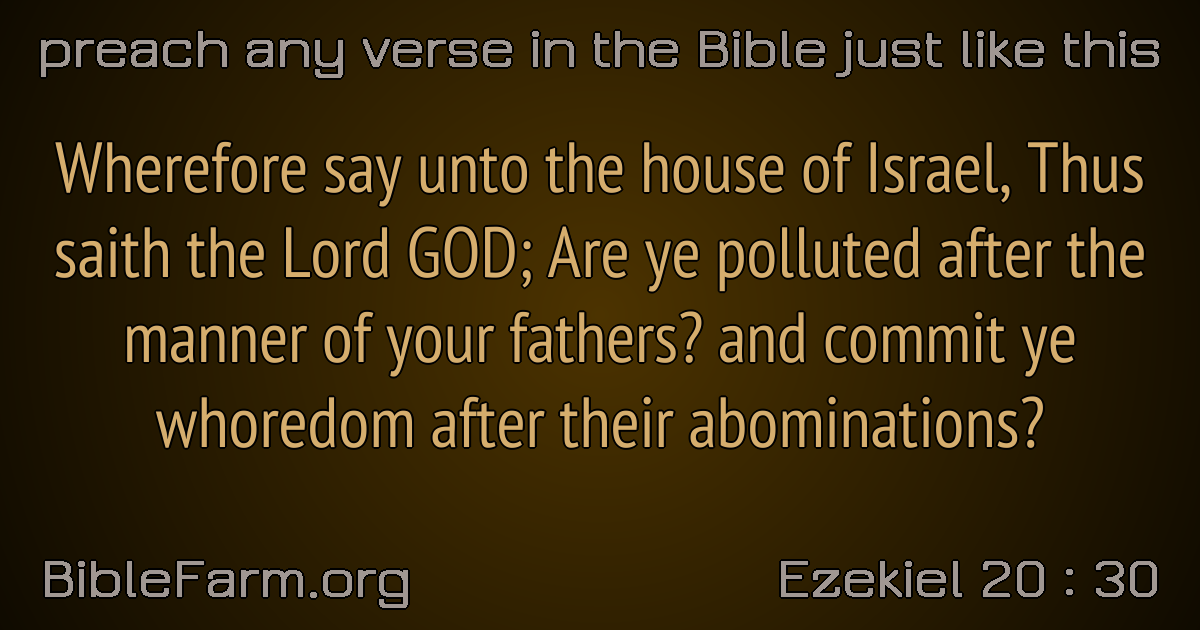 preach any verse in the Bible just like this
Wherefore say unto the house of Israel, Thus
saith the Lord GOD; Are ye polluted after the
manner of your fathers? and commit ye
whoredom after their abominations?
BibleFarm.org
Ezekiel 20 : 30